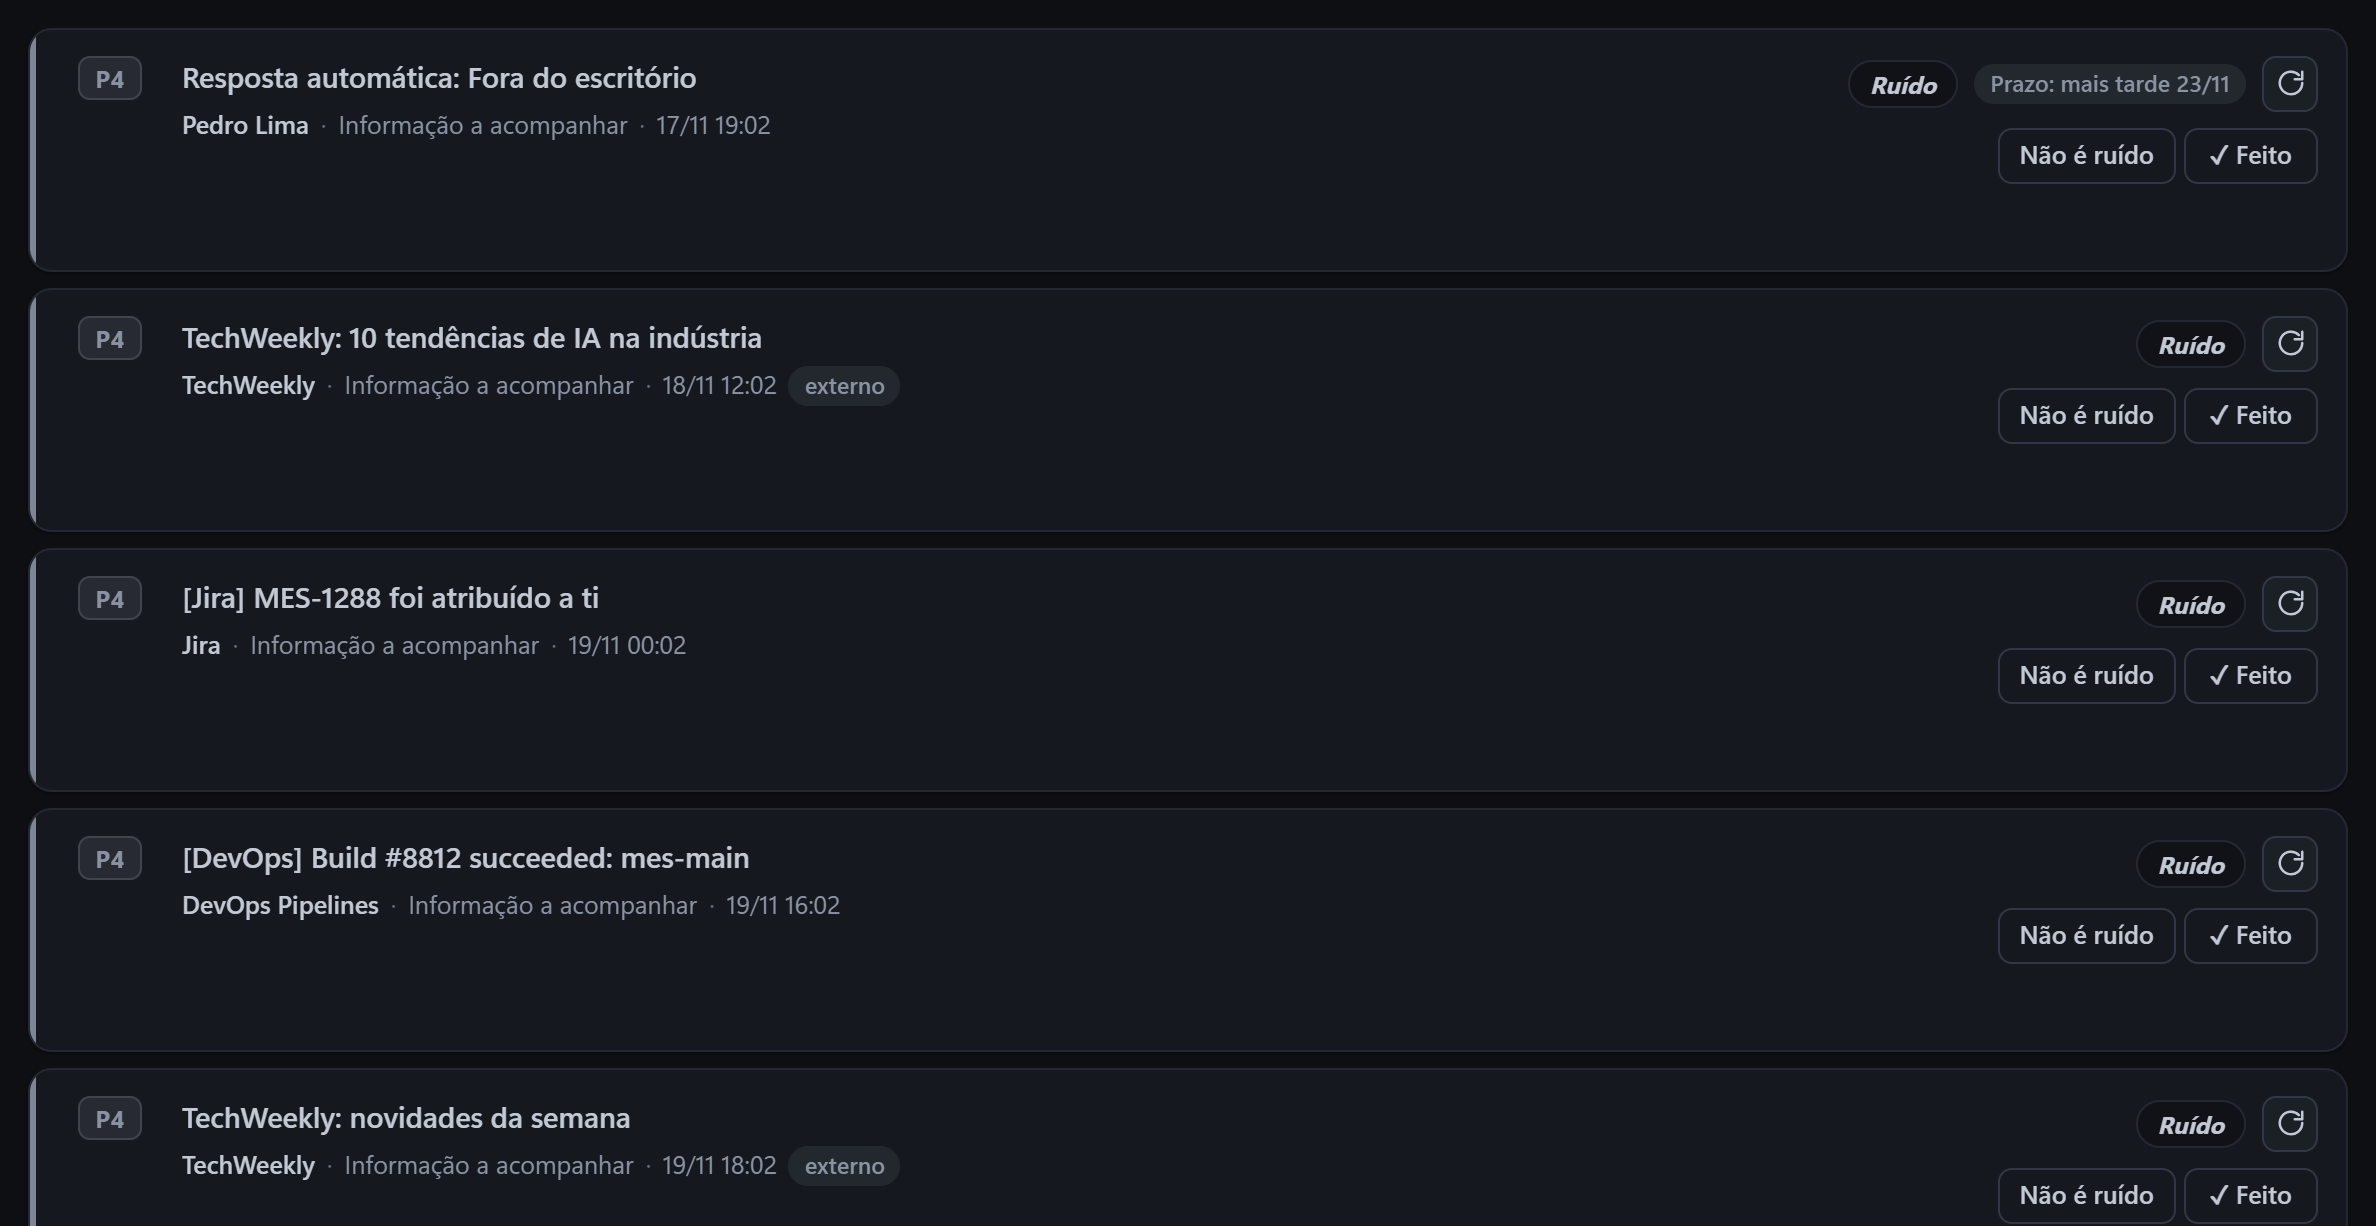 P4 Resposta automática: Fora do escritório Ruído Prazo: mais tarde 23/11
Pedro Lima · Informação a acompanhar · 17/11 19:02
Não é ruído ✓ Feito
P4 TechWeekly: 10 tendências de IA na indústria Ruído
TechWeekly · Informação a acompanhar · 18/11 12:02 externo
Não é ruído ✓ Feito
P4 [Jira] MES-1288 foi atribuído a ti Ruído
Jira · Informação a acompanhar · 19/11 00:02
Não é ruído ✓ Feito
P4 [DevOps] Build #8812 succeeded: mes-main Ruído
DevOps Pipelines · Informação a acompanhar · 19/11 16:02
Não é ruído ✓ Feito
P4 TechWeekly: novidades da semana Ruído
TechWeekly · Informação a acompanhar · 19/11 18:02 externo
Não é ruído ✓ Feito